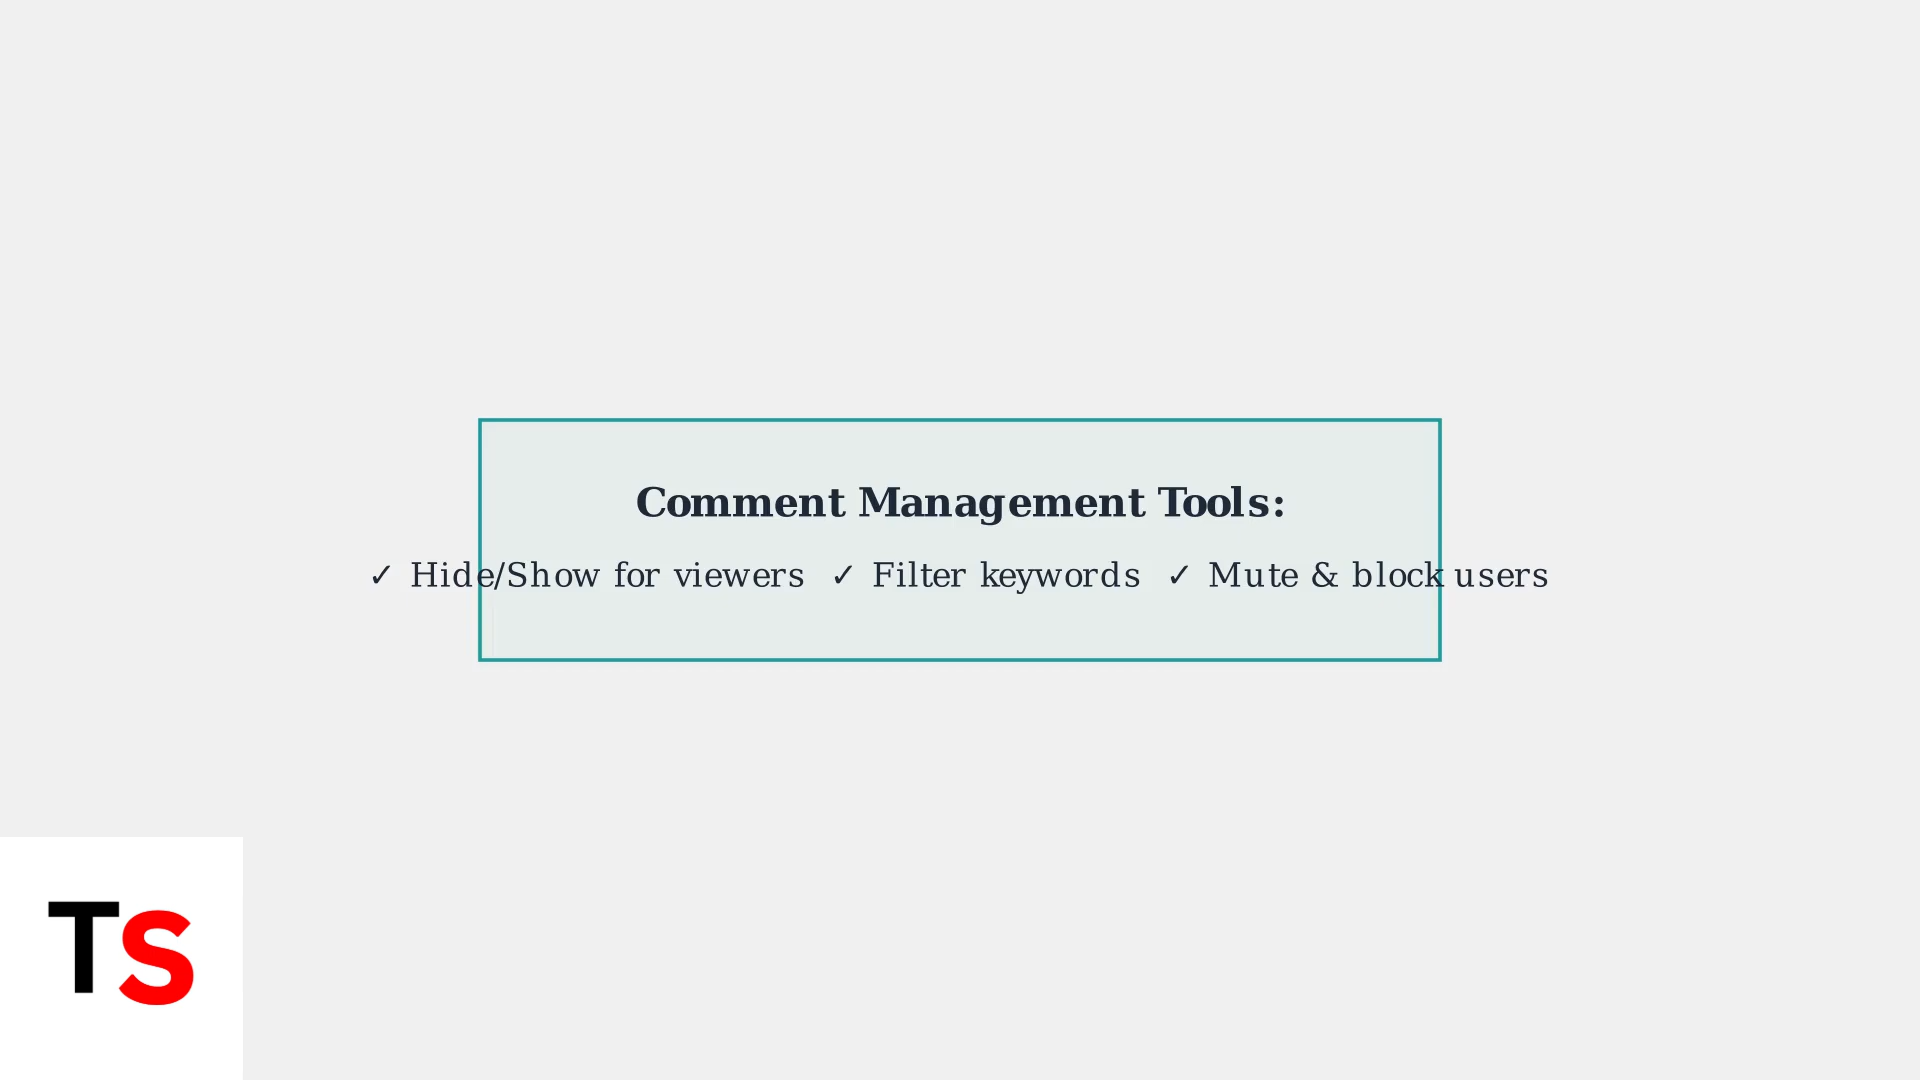 Comment Management Tools:
✓ Hide/Show for viewers ✓ Filter keywords ✓ Mute & block users
TS